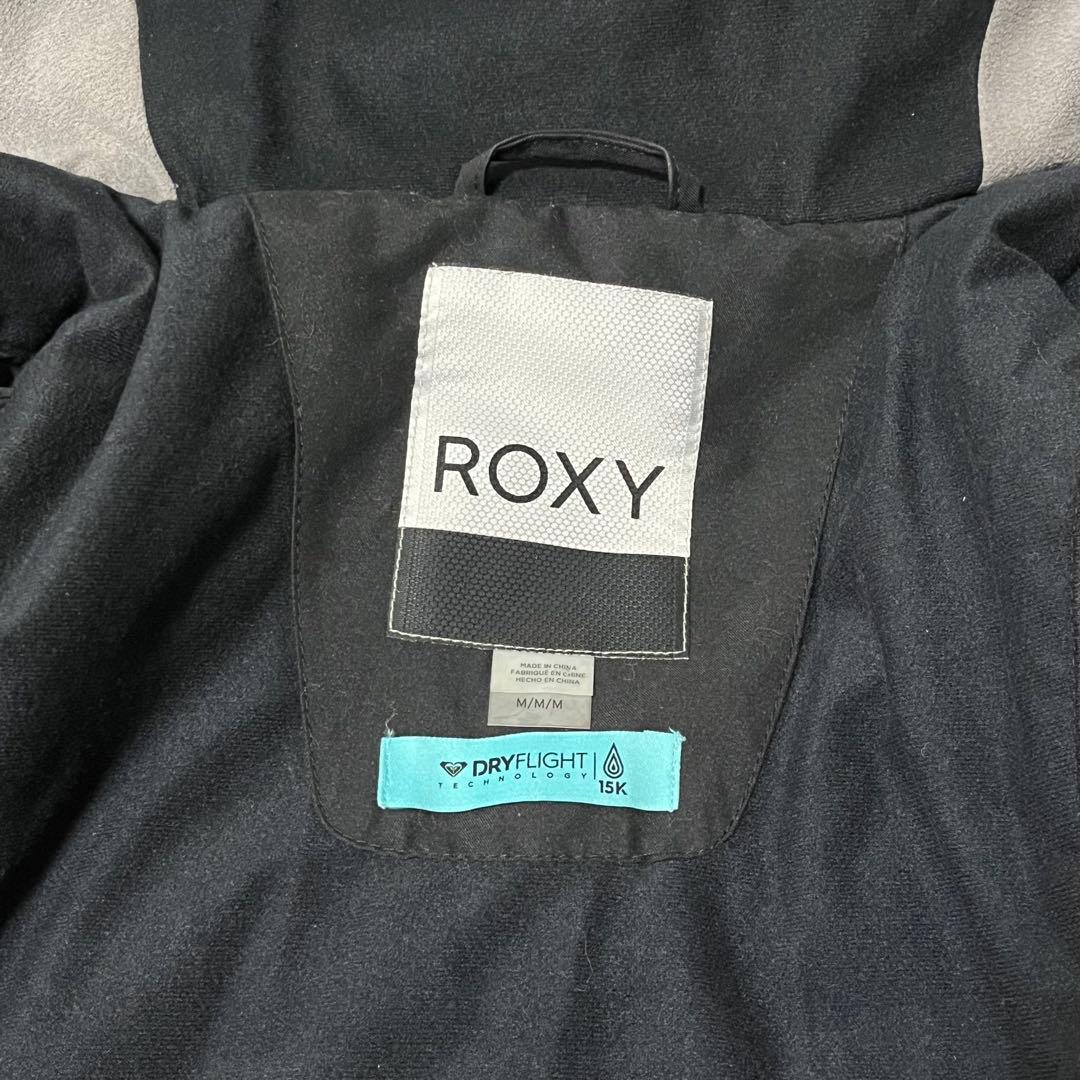 ROXY
MADE IN CHINA
FABRIQUÉ EN CHINE
HECHO EN CHINA
M/M/M
DRYFLIGHT
TECHNOLOGY
15K